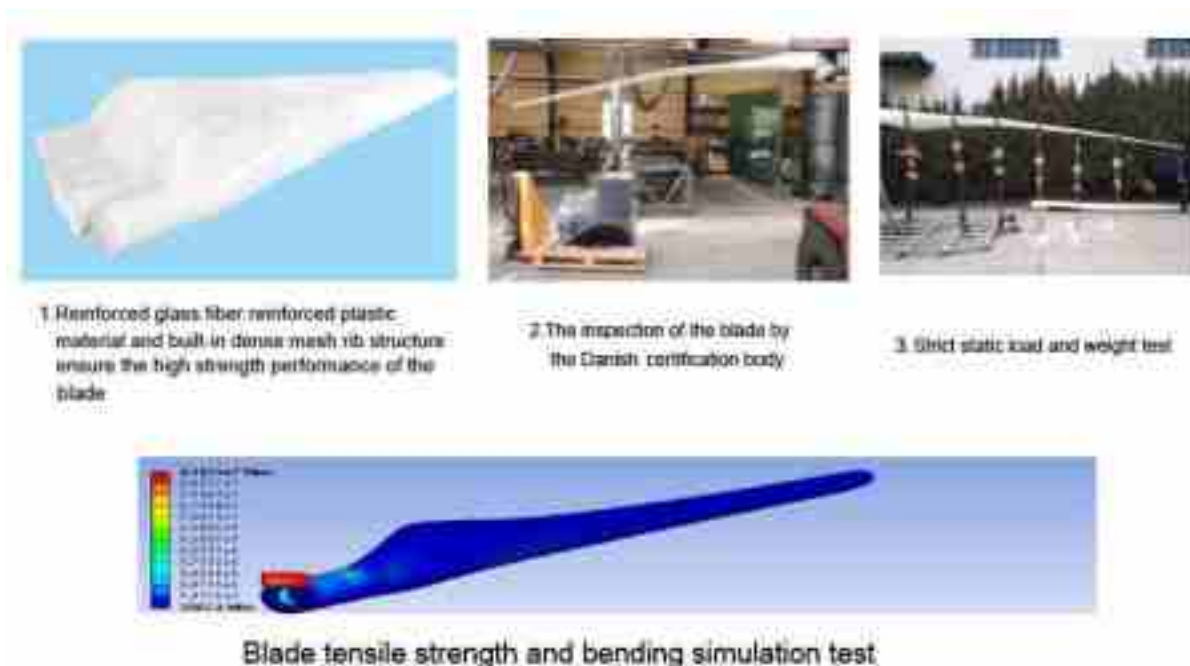 1.Reinforced glass fiber reinforced plastic
material and built in dense mesh rib structure
ensure the high strength performance of the
blade
2.The inspection of the blade by
the Danish certification body
3. Strict static load and weight test
Blade tensile strength and bending simulation test